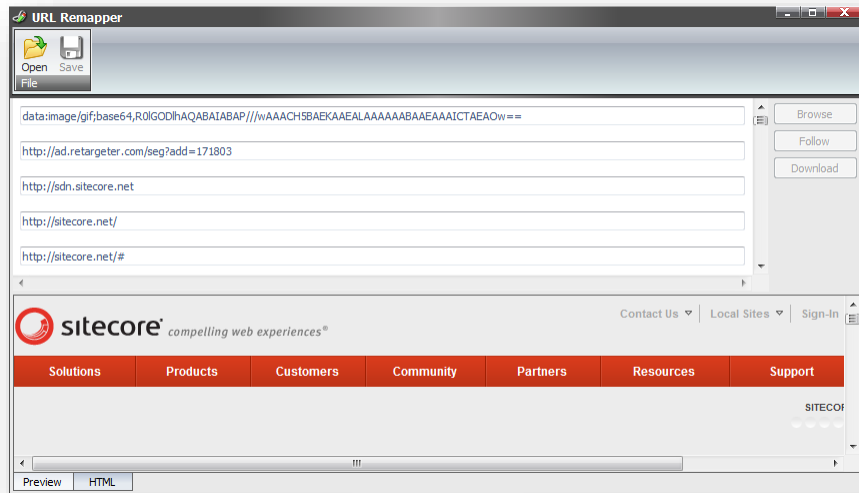 URL Remapper
Open Save
File
data:image/gif;base64,R0lGODlhAQABAIABAP///wAAACH5BAEKAAEALAAAAAABAAEAAAICTAEAOw==
Browse
http://ad.retargeter.com/seg?add=171803
Follow
Download
http://sdn.sitecore.net
http://sitecore.net/
http://sitecore.net/#
sitecore® compelling web experiences®
Contact Us Local Sites Sign-In
Solutions Products Customers Community Partners Resources Support
SITECOR
Preview HTML